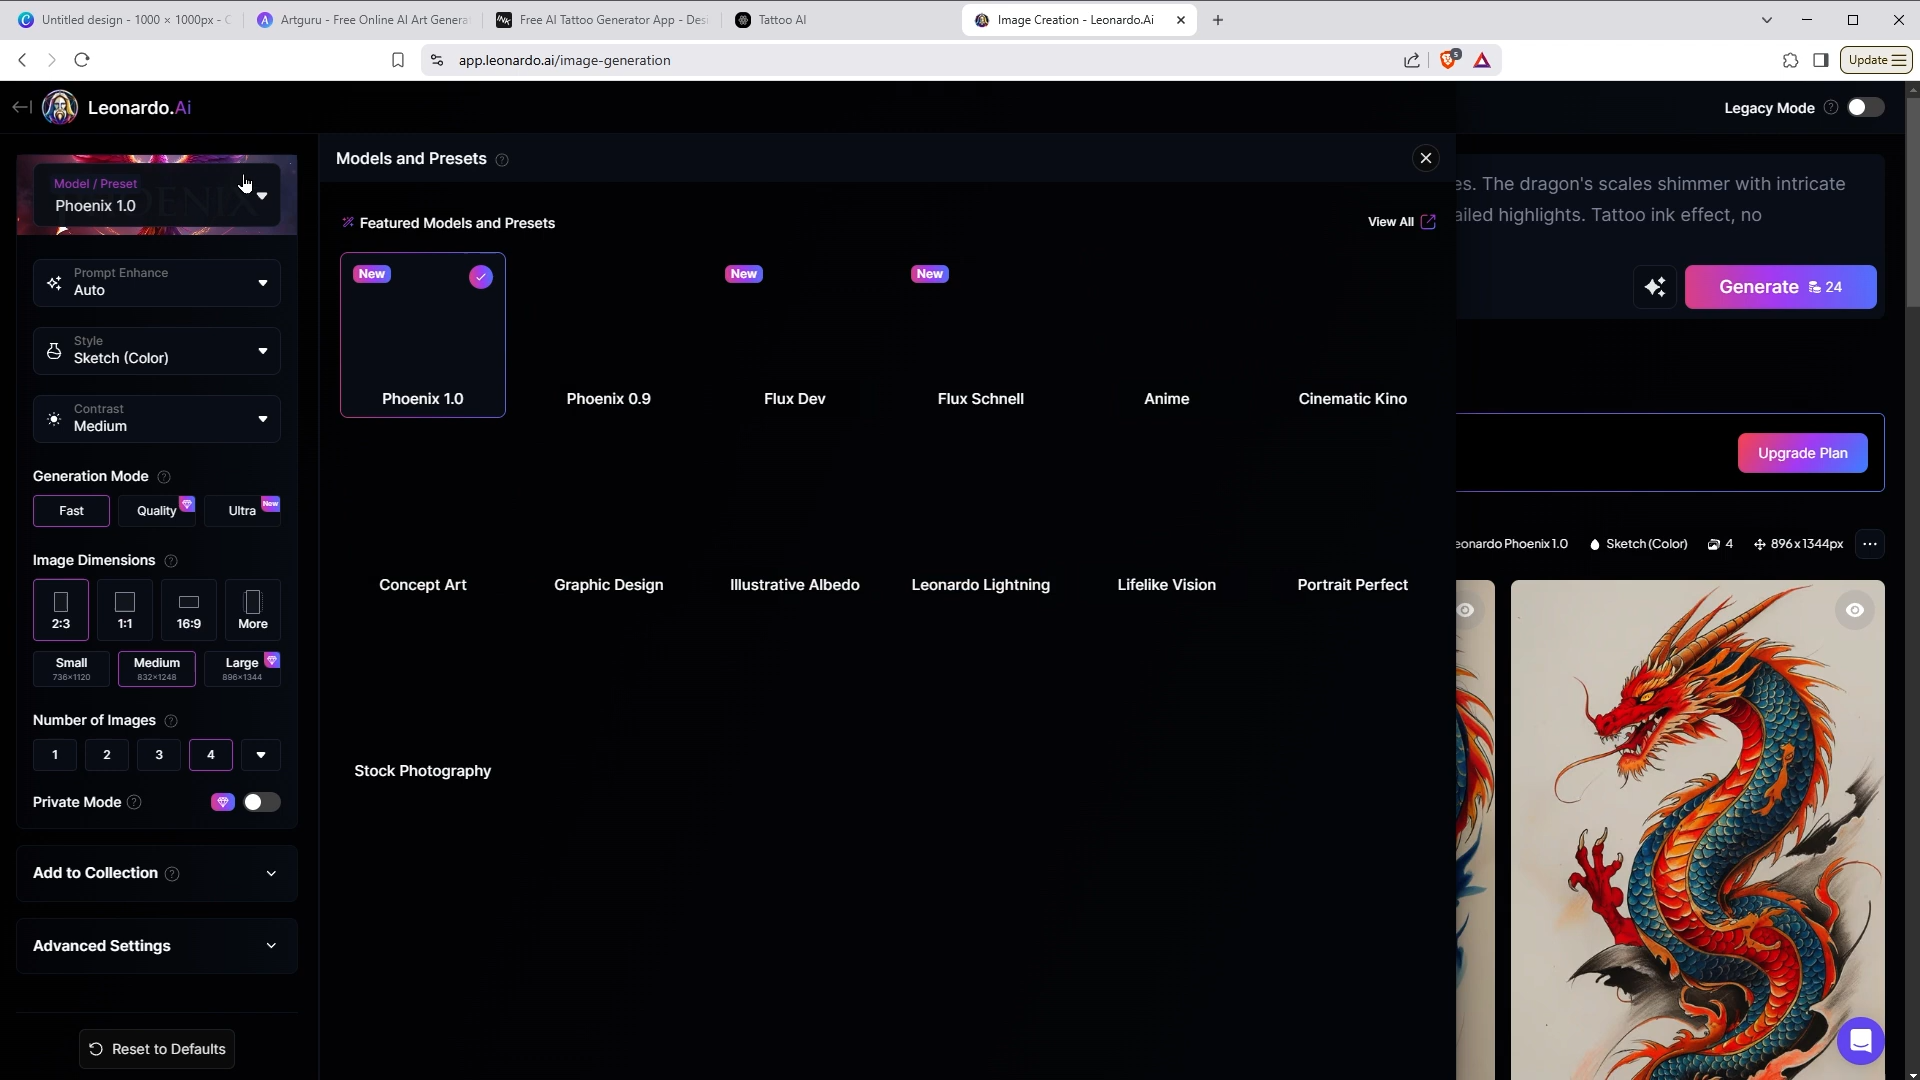 Untitled design - 1000 × 1000px - C
Artguru - Free Online AI Art Genera
Free AI Tattoo Generator App - Des
Tattoo AI
Image Creation - Leonardo.Ai
app.leonardo.ai/image-generation
5
Update
Leonardo.Ai
Legacy Mode
Model / Preset
Phoenix 1.0
Prompt Enhance
Auto
Style
Sketch (Color)
Contrast
Medium
Generation Mode
Fast
Quality
Ultra
New
Image Dimensions
2:3
1:1
16:9
More
Small
736×1120
Medium
832×1248
Large
896×1344
Number of Images
1
2
3
4
Private Mode
Add to Collection
Advanced Settings
Reset to Defaults
Models and Presets
Featured Models and Presets
View All
New
New
New
Phoenix 1.0
Phoenix 0.9
Flux Dev
Flux Schnell
Anime
Cinematic Kino
Concept Art
Graphic Design
Illustrative Albedo
Leonardo Lightning
Lifelike Vision
Portrait Perfect
Stock Photography
es. The dragon's scales shimmer with intricate
ailed highlights. Tattoo ink effect, no
Generate 24
Upgrade Plan
eonardo Phoenix 1.0
Sketch (Color)
4
896 x 1344px